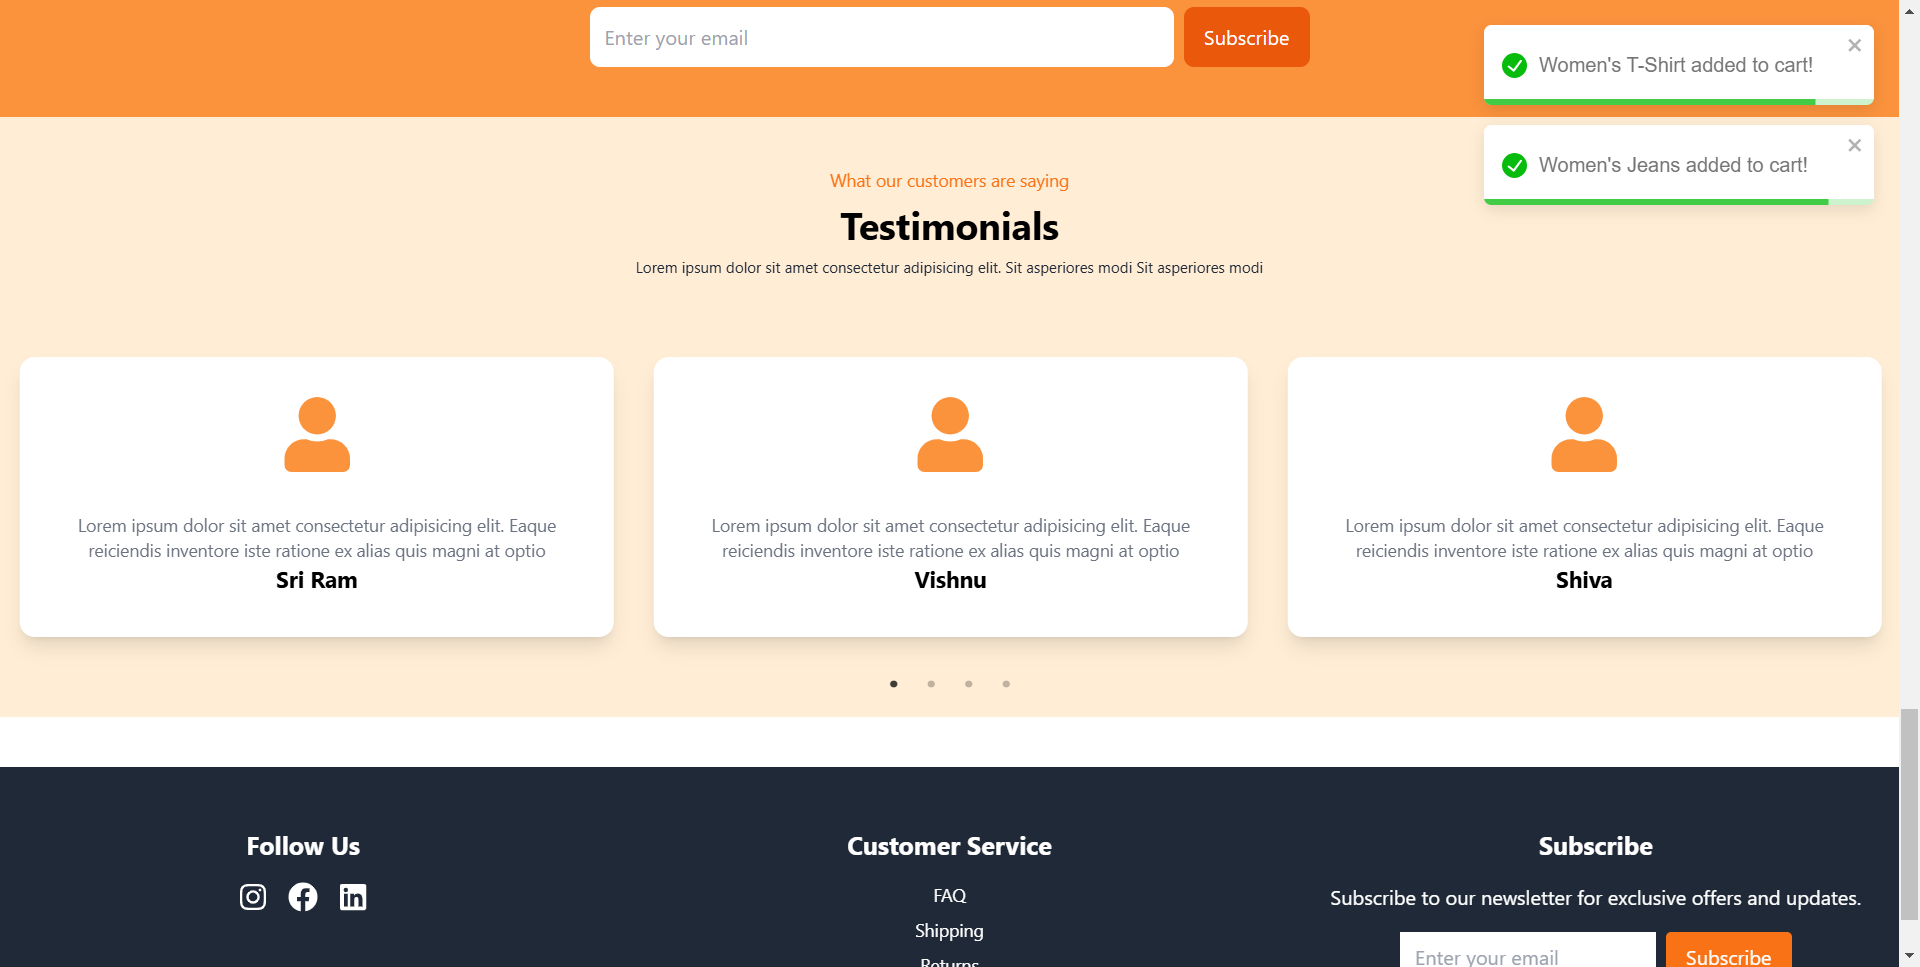 Enter your email
Subscribe
Women's T-Shirt added to cart!
Women's Jeans added to cart!
What our customers are saying
Testimonials
Lorem ipsum dolor sit amet consectetur adipisicing elit. Sit asperiores modi Sit asperiores modi
Lorem ipsum dolor sit amet consectetur adipisicing elit. Eaque
reiciendis inventore iste ratione ex alias quis magni at optio
Sri Ram
Lorem ipsum dolor sit amet consectetur adipisicing elit. Eaque
reiciendis inventore iste ratione ex alias quis magni at optio
Vishnu
Lorem ipsum dolor sit amet consectetur adipisicing elit. Eaque
reiciendis inventore iste ratione ex alias quis magni at optio
Shiva
Follow Us
Customer Service
FAQ
Shipping
Returns
Subscribe
Subscribe to our newsletter for exclusive offers and updates.
Enter your email
Subscribe